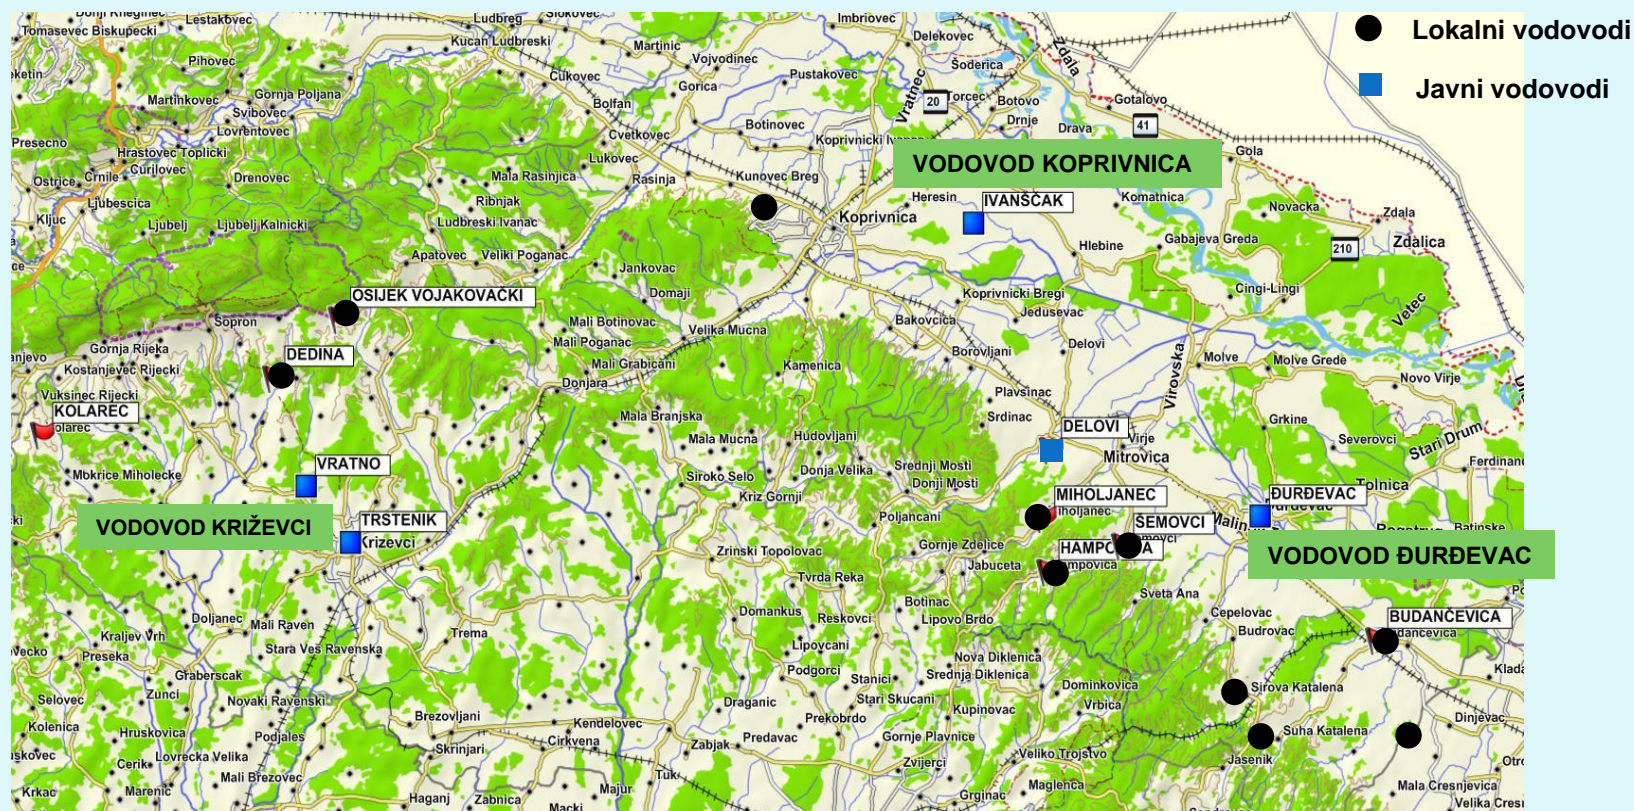 Lokalni vodovodi
Javni vodovodi
Donji Kneginec
Lestakovec
Ludbreg
Slokovec
Imbriovec
Tomasevec Biskupecki
Kucan Ludbreski
Martinic
Delekovec
Zdala
Pihovec
Vojvodinec
Soderica
Cukovec
Pustakovec
Vratnec
Gornja Poljana
Martinkovec
Gorica
20
Torcec
Botovo
Gotalovo
Svibovec
Bolfan
Botinovec
Drnje
Drava
41
Lovrentovec
Cvetkovec
Presecno
Hrastovec Toplicki
Lukovec
Gola
VODOVOD KOPRIVNICA
Curilovec
Ostrice
Crnile
Drenovec
Mala Rasinjica
Rasinja
Kunovec Breg
Ljubescica
Ribnjak
Heresin
IVANŠČAK
Komatnica
Novacka
Zdala
Kljuc
Ljubelj
Ljubelj Kalnicki
Ludbreski Ivanac
Koprivnica
Hlebine
Gabajeva Greda
210
Zdalica
Apatovec
Veliki Poganac
Jankovac
Domaji
Koprivnicki Bregi
Cingi-Lingi
OSIJEK VOJAKOVAČKI
Jedusevac
Vetec
Sopron
Mali Botinovac
Velika Mucna
Bakovcica
Mali Poganac
Delovi
Gornja Rijeka
DEDINA
Mali Grabicani
Kamenica
Borovljani
Molve
Molve Grede
Kostanjevec Rijecki
Donjara
Virovska
Novo Virje
Vuksinec Rijecki
Plavsinac
KOLAREC
Mala Branjska
Srdinac
Grkine
DELOVI
Stari Drum
Mala Mucna
Hudovljani
Virje
Severovci
VRATNO
Mitrovica
Mokrice Miholecke
Siroko Selo
Donja Velika
Srednji Mosti
Donji Mosti
Tolnica
Kriz Gornji
MIHOLJANEC
ĐURĐEVAC
VODOVOD KRIŽEVCI
TRSTENIK
Krizevci
Poljancani
ŠEMOVCI
Batinske
Zrinski Topolovac
Gornje Zdelice
Jabuceta
VODOVOD ĐURĐEVAC
Tvrda Reka
Sveta Ana
Botinac
Domankus
Reskovci
Lipovo Brdo
Cepelovac
Budrovac
BUDANČEVICA
Doljanec
Mali Raven
Kraljev Vrh
Trema
Stara Ves Ravenska
Lipovcani
Preseka
Podgorci
Nova Diklenica
Graberscak
Stanici
Srednja Diklenica
Dominkovica
Sirova Katalena
Selovec
Zunci
Novaki Ravenski
Draganic
Stari Skucani
Vrbica
Brezovljani
Prekobrdo
Kupinovac
Dinjevac
Kolenica
Hruskovica
Podjales
Kendelovec
Cirkvena
Predavac
Gornje Plavnice
Suha Katalena
Skrinjari
Zabjak
Veliko Trojstvo
Lovrecka Velika
Cerik
Zvijerci
Jasenik
Mali Brezovec
Tuk
Maglenca
Mala Cresnjevica
Krkac
Marenic
Majur
Haganj
Zabnica
Grginac